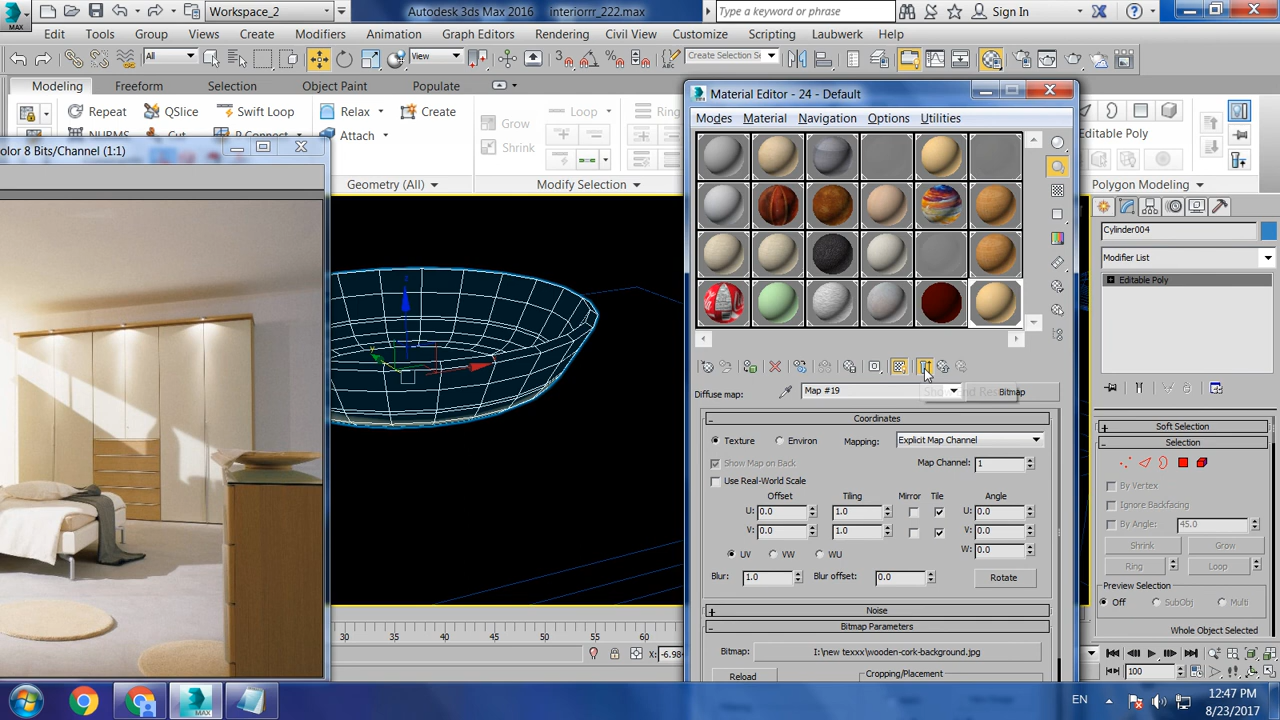 Workspace_2
Autodesk 3ds Max 2016
interiorrr_222.max
Type a keyword or phrase
Sign In
MAX
Edit
Tools
Group
Views
Create
Modifiers
Animation
Graph Editors
Rendering
Civil View
Customize
Scripting
Laubwerk
Help
All
View
Create Selection Se
Modeling
Freeform
Selection
Object Paint
Populate
Repeat
QSlice
Swift Loop
NURMS
Cut
P Connect
Relax
Create
Attach
Geometry (All)
Loop
Ring
Grow
Shrink
Modify Selection
Editable Poly
Polygon Modeling
olor 8 Bits/Channel (1:1)
Material Editor - 24 - Default
Modes
Material
Navigation
Options
Utilities
Diffuse map:
Map #19
Bitmap
Coordinates
Texture
Environ
Mapping:
Explicit Map Channel
Show Map on Back
Map Channel:
1
Use Real-World Scale
Offset
Tiling
Mirror
Tile
Angle
U:
0.0
1.0
U:
0.0
V:
0.0
1.0
V:
0.0
UV
VW
WU
W:
0.0
Blur:
1.0
Blur offset:
0.0
Rotate
Noise
Bitmap Parameters
Bitmap:
I:\new texxx\wooden-cork-background.jpg
Reload
Cropping/Placement
Cylinder004
Modifier List
Editable Poly
Soft Selection
Selection
By Vertex
Ignore Backfacing
By Angle:
45.0
Shrink
Grow
Ring
Loop
Preview Selection
Off
SubObj
Multi
Whole Object Selected
30
35
40
45
50
55
60
X:
-6.98
100
EN
12:47 PM
8/23/2017